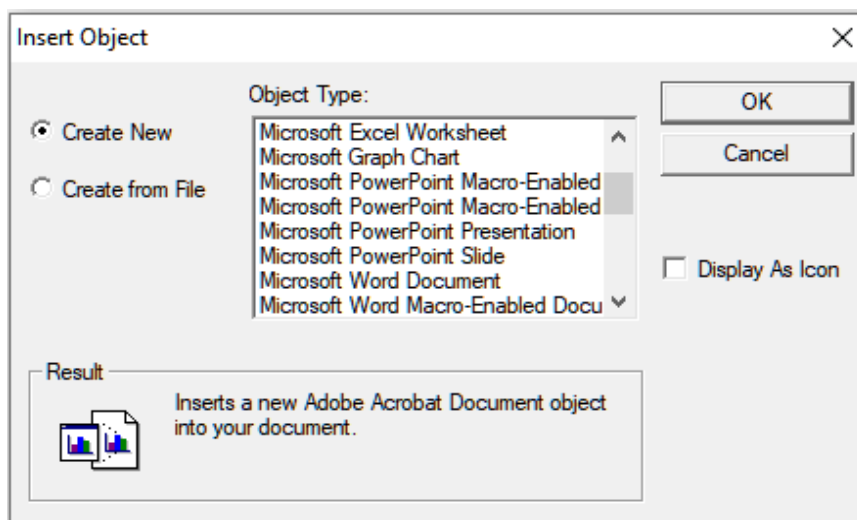 Insert Object
Object Type:
Create New
Create from File
Microsoft Excel Worksheet
Microsoft Graph Chart
Microsoft PowerPoint Macro-Enabled
Microsoft PowerPoint Macro-Enabled
Microsoft PowerPoint Presentation
Microsoft PowerPoint Slide
Microsoft Word Document
Microsoft Word Macro-Enabled Docu
OK
Cancel
Display As Icon
Result
Inserts a new Adobe Acrobat Document object
into your document.